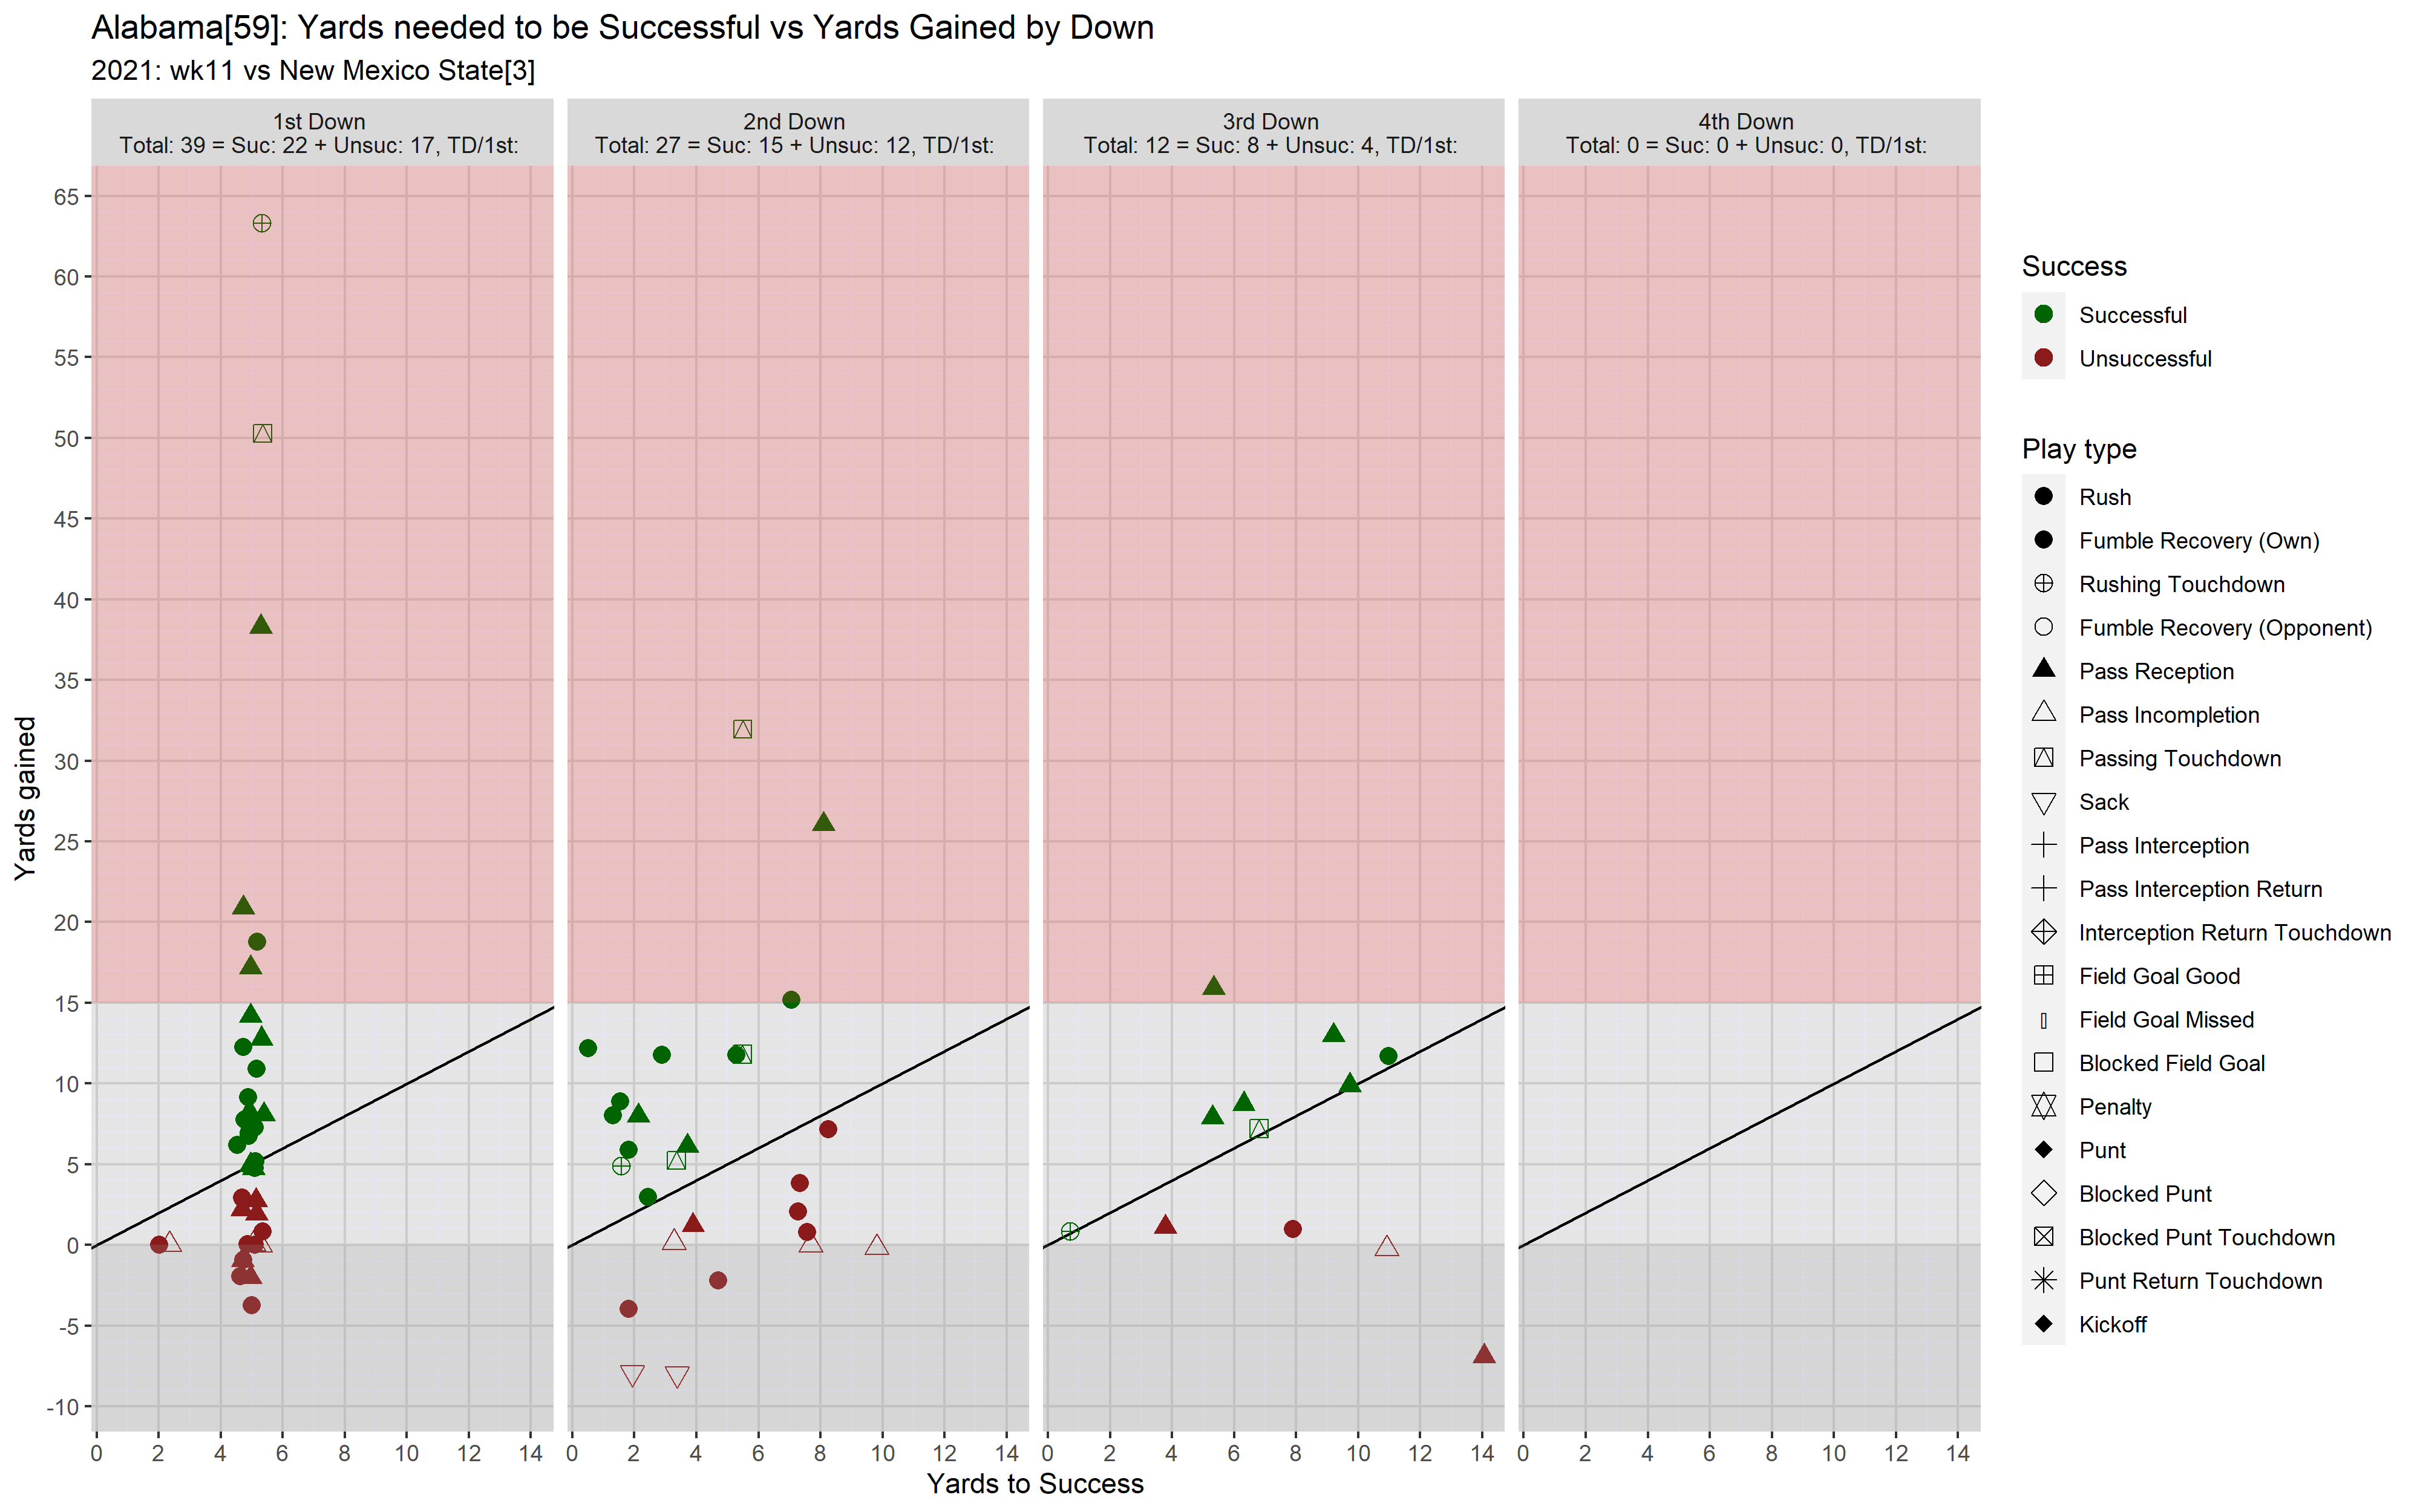 Alabama[59]: Yards needed to be Successful vs Yards Gained by Down
2021: wk11 vs New Mexico State[3]
1st Down
Total: 39 = Suc: 22 + Unsuc: 17, TD/1st:
2nd Down
Total: 27 = Suc: 15 + Unsuc: 12, TD/1st:
3rd Down
Total: 12 = Suc: 8 + Unsuc: 4, TD/1st:
4th Down
Total: 0 = Suc: 0 + Unsuc: 0, TD/1st:
Yards gained
65
60
55
50
45
40
35
30
25
20
15
10
5
0
-5
-10
0 2 4 6 8 10 12 14
0 2 4 6 8 10 12 14
0 2 4 6 8 10 12 14
0 2 4 6 8 10 12 14
Yards to Success
Success
Successful
Unsuccessful
Play type
Rush
Fumble Recovery (Own)
Rushing Touchdown
Fumble Recovery (Opponent)
Pass Reception
Pass Incompletion
Passing Touchdown
Sack
Pass Interception
Pass Interception Return
Interception Return Touchdown
Field Goal Good
Field Goal Missed
Blocked Field Goal
Penalty
Punt
Blocked Punt
Blocked Punt Touchdown
Punt Return Touchdown
Kickoff